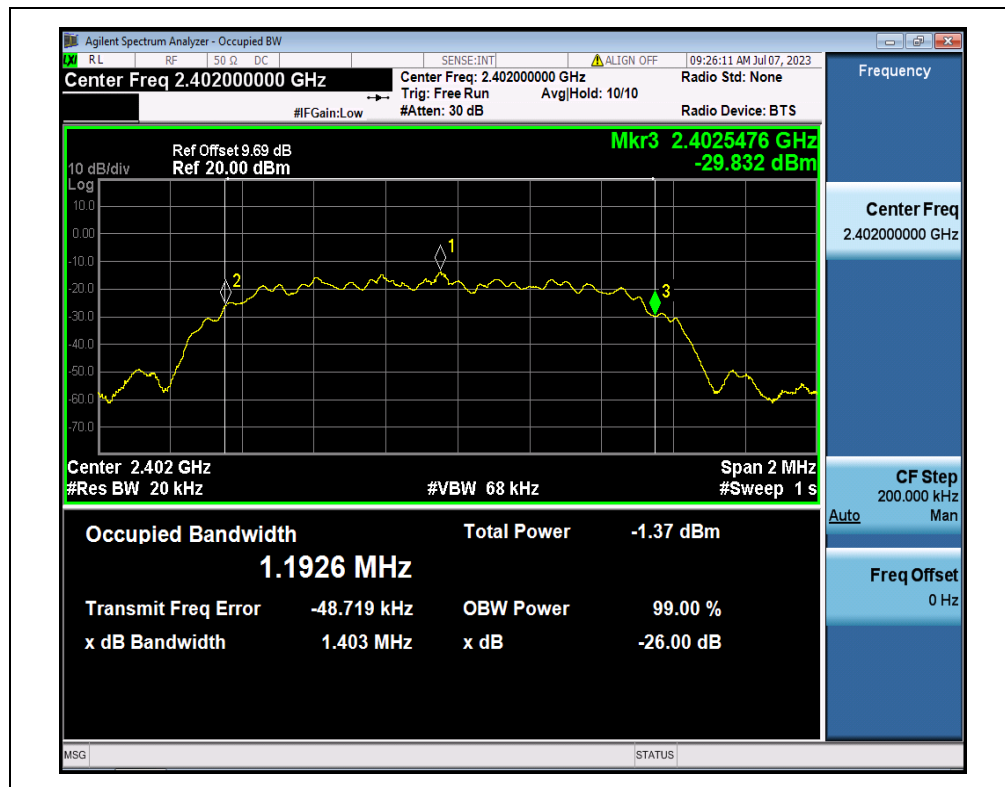 Agilent Spectrum Analyzer - Occupied BW
LXI RL RF 50 Ω DC SENSE:INT ALIGN OFF 09:26:11 AM Jul 07, 2023
Center Freq 2.402000000 GHz
Center Freq: 2.402000000 GHz Radio Std: None
Trig: Free Run Avg|Hold: 10/10
#IFGain:Low #Atten: 30 dB Radio Device: BTS
Mkr3 2.4025476 GHz
-29.832 dBm
Ref Offset 9.69 dB
10 dB/div Ref 20.00 dBm
Log
10.0
0.00
-10.0
-20.0
-30.0
-40.0
-50.0
-60.0
-70.0
1
2
3
Center 2.402 GHz Span 2 MHz
#Res BW 20 kHz #VBW 68 kHz #Sweep 1 s
Occupied Bandwidth Total Power -1.37 dBm
1.1926 MHz
Transmit Freq Error -48.719 kHz OBW Power 99.00 %
x dB Bandwidth 1.403 MHz x dB -26.00 dB
MSG STATUS
Frequency
Center Freq
2.402000000 GHz
CF Step
200.000 kHz
Auto Man
Freq Offset
0 Hz